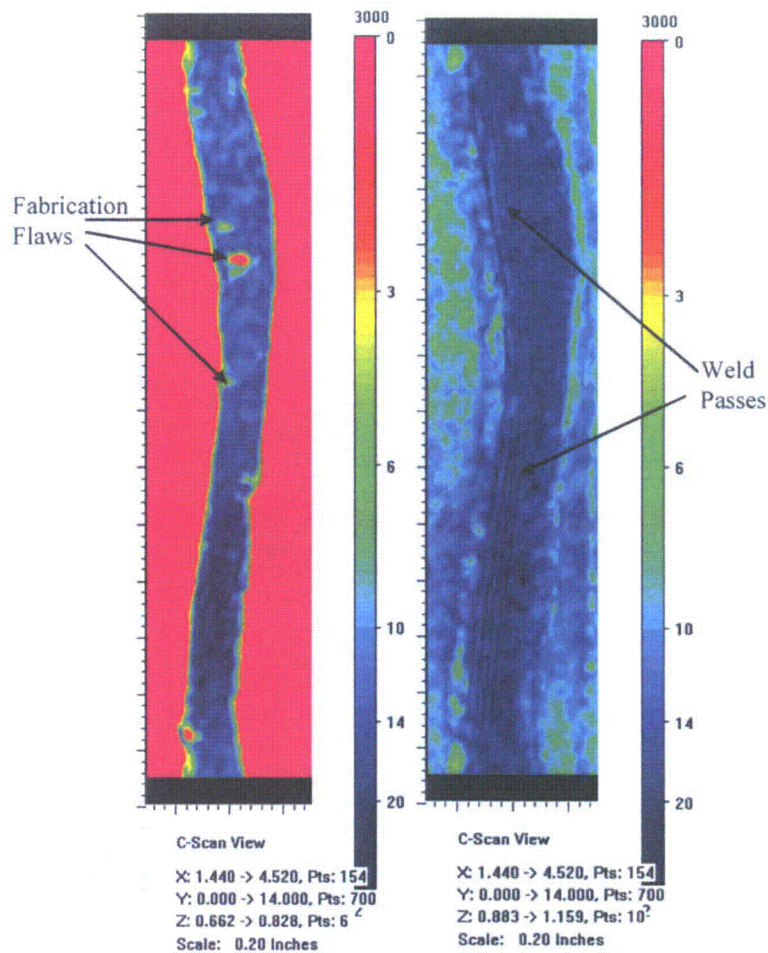 3000
0
3
6
10
14
20
Fabrication
Flaws
C-Scan View
X: 1.440 -> 4.520, Pts: 154
Y: 0.000 -> 14.000, Pts: 700
Z: 0.662 -> 0.828, Pts: 6
Scale: 0.20 Inches
3000
0
3
6
10
14
20
Weld
Passes
C-Scan View
X: 1.440 -> 4.520, Pts: 154
Y: 0.000 -> 14.000, Pts: 700
Z: 0.883 -> 1.159, Pts: 10
Scale: 0.20 Inches